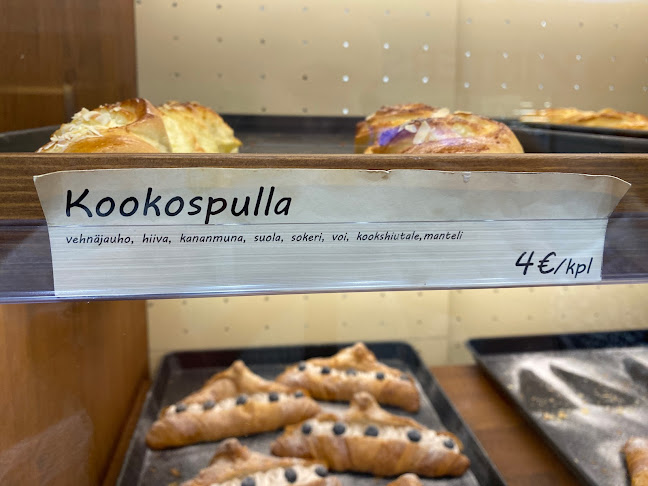 Kookospulla
vehnäjauho, hiiva, kananmuna, suola, sokeri, voi, kookshiutale,manteli
4€/kpl